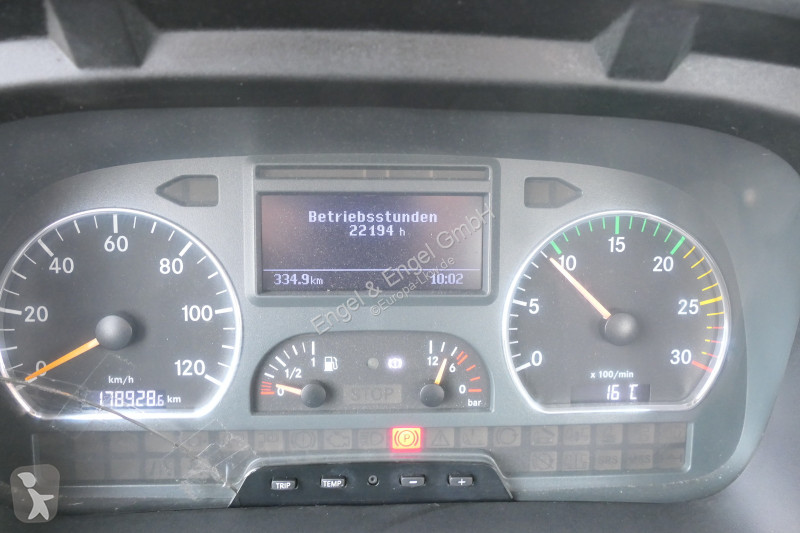 Betriebsstunden
22194 h
334.9 km
10:02
0
20
40
60
80
100
120
km/h
178928.6 km
0
1/2
1
12
6
0
bar
STOP
0
5
10
15
20
25
30
x 100/min
16 °C
P
TRIP
TEMP.
−
+
Engel & Engel GmbH
©Europa-Lkw.de